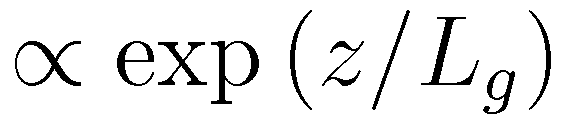 ∝ exp (z/L_g)